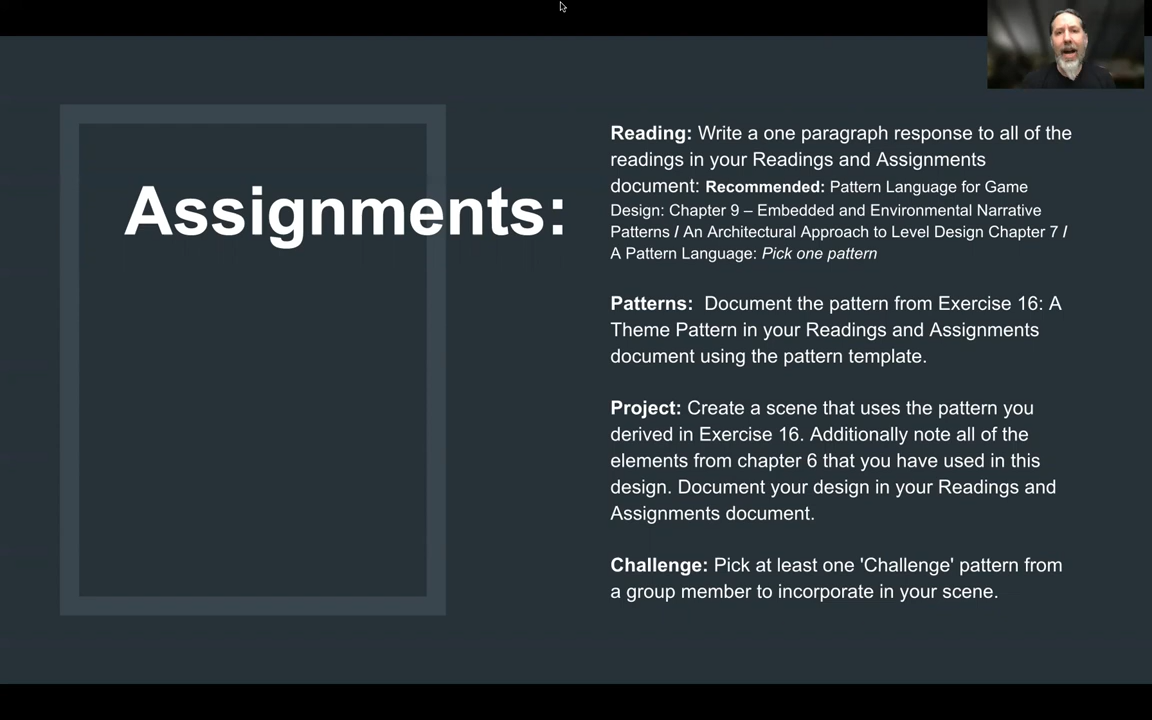 Assignments:
Reading: Write a one paragraph response to all of the
readings in your Readings and Assignments
document: Recommended: Pattern Language for Game
Design: Chapter 9 – Embedded and Environmental Narrative
Patterns / An Architectural Approach to Level Design Chapter 7 /
A Pattern Language: Pick one pattern
Patterns:  Document the pattern from Exercise 16: A
Theme Pattern in your Readings and Assignments
document using the pattern template.
Project: Create a scene that uses the pattern you
derived in Exercise 16. Additionally note all of the
elements from chapter 6 that you have used in this
design. Document your design in your Readings and
Assignments document.
Challenge: Pick at least one 'Challenge' pattern from
a group member to incorporate in your scene.